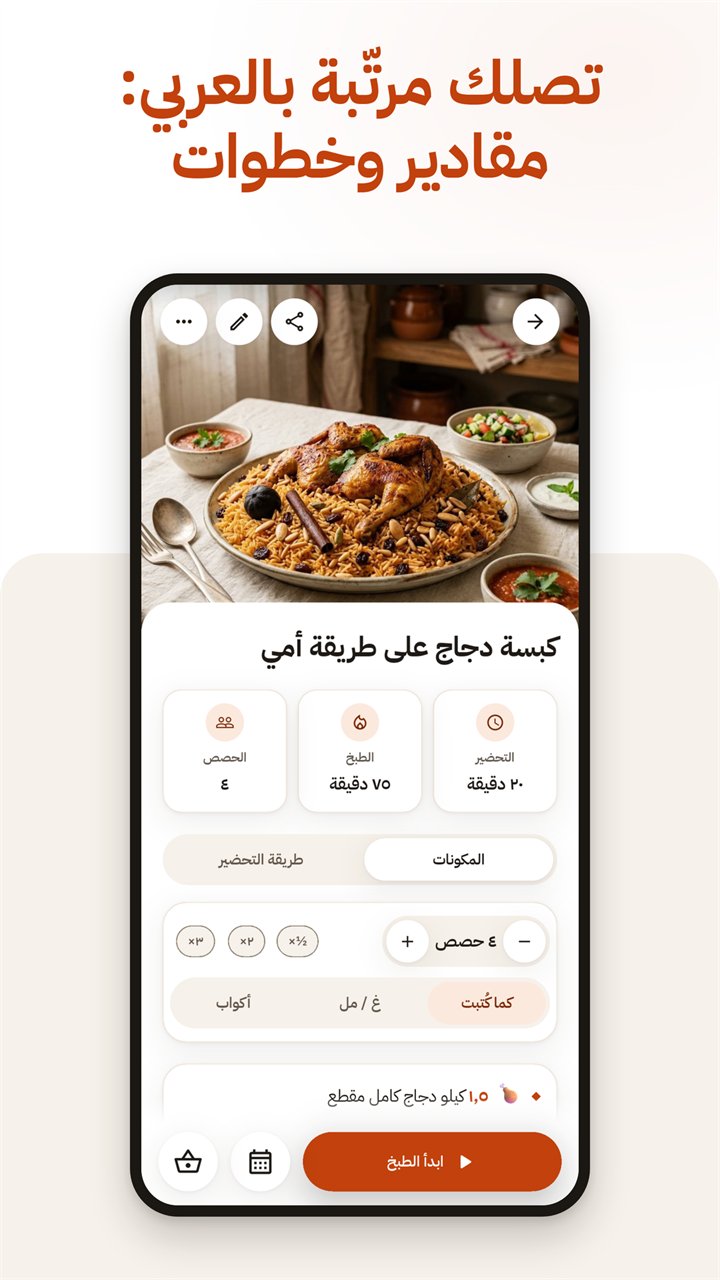 تصلك مرتّبة بالعربي:
مقادير وخطوات
كبسة دجاج على طريقة أمي
التحضير
٢٠ دقيقة
الطبخ
٧٥ دقيقة
الحصص
٤
المكونات
طريقة التحضير
٤ حصص
×½
×٢
×٣
كما كُتبت
غ / مل
أكواب
١,٥ كيلو دجاج كامل مقطع
ابدأ الطبخ